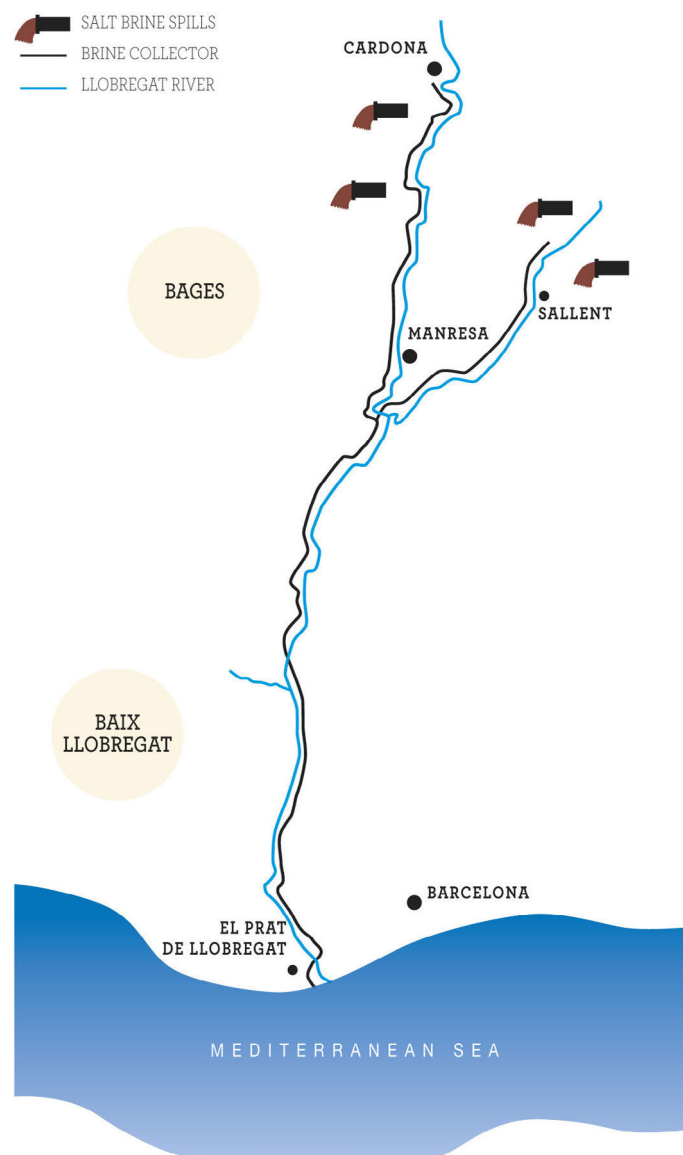 SALT BRINE SPILLS
BRINE COLLECTOR
LLOBREGAT RIVER
CARDONA
BAGES
SALLENT
MANRESA
BAIX
LLOBREGAT
BARCELONA
EL PRAT
DE LLOBREGAT
MEDITERRANEAN SEA